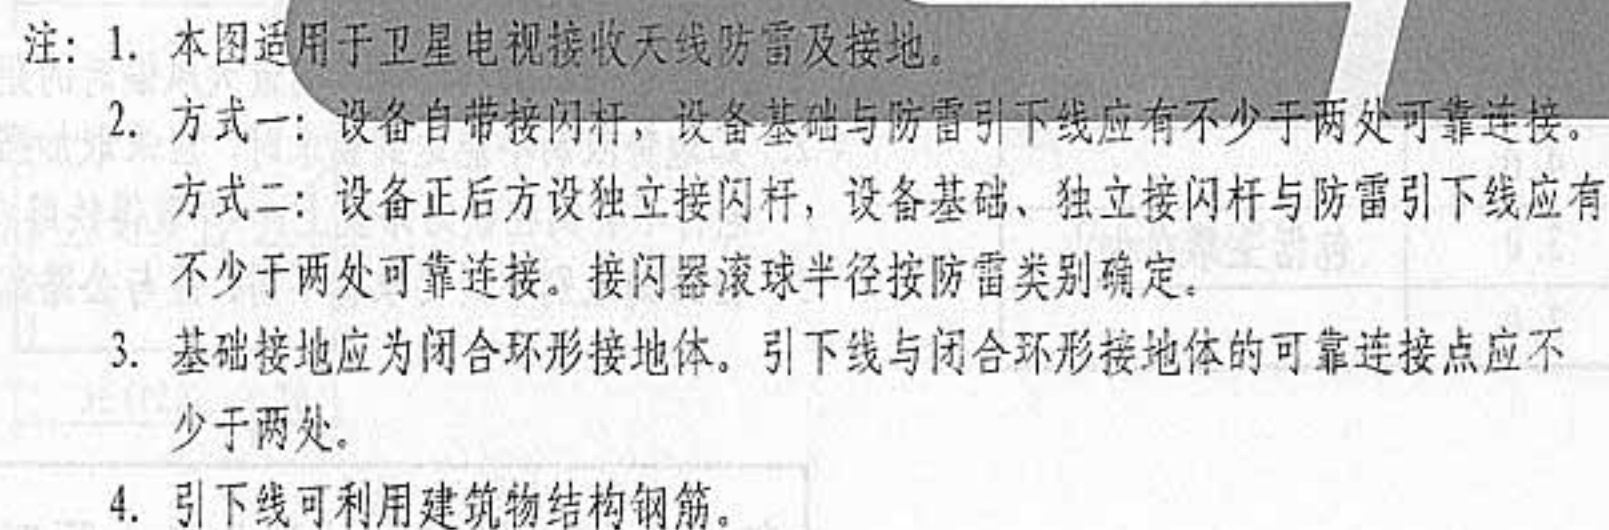 注：1. 本图适用于卫星电视接收天线防雷及接地。
2. 方式一：设备自带接闪杆，设备基础与防雷引下线应有不少于两处可靠连接。
方式二：设备正后方设独立接闪杆，设备基础、独立接闪杆与防雷引下线应有
不少于两处可靠连接。接闪器滚球半径按防雷类别确定。
3. 基础接地应为闭合环形接地体。引下线与闭合环形接地体的可靠连接点应不
少于两处。
4. 引下线可利用建筑物结构钢筋。